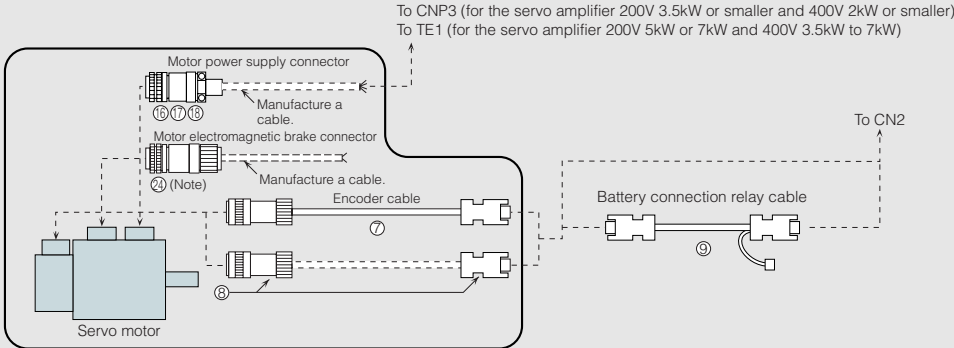 To CNP3 (for the servo amplifier 200V 3.5kW or smaller and 400V 2kW or smaller)
To TE1 (for the servo amplifier 200V 5kW or 7kW and 400V 3.5kW to 7kW)
Motor power supply connector
⑯⑰⑱
Manufacture a
cable.
Motor electromagnetic brake connector
㉔ (Note)
Manufacture a cable.
Encoder cable
⑦
⑧
Servo motor
To CN2
Battery connection relay cable
⑨